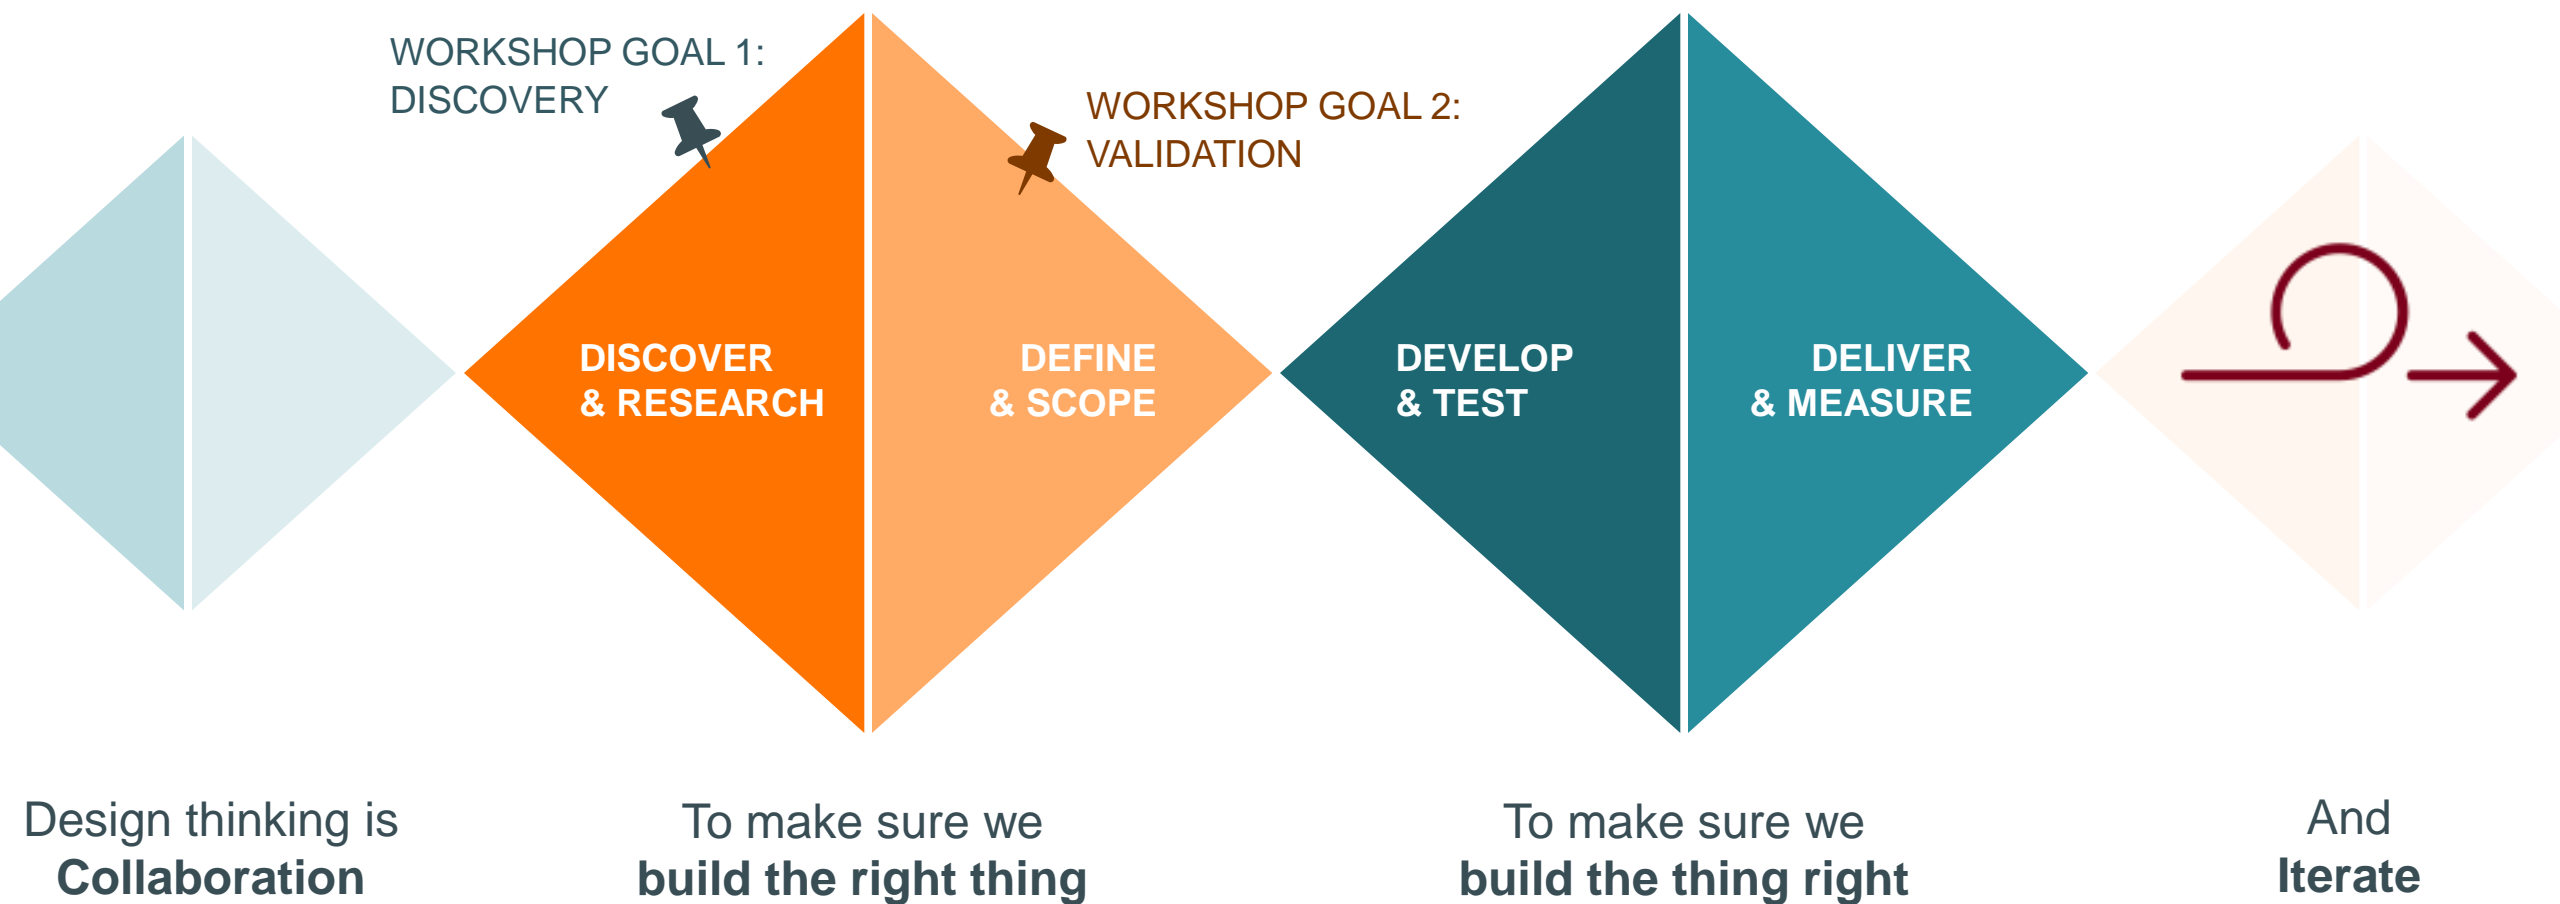 WORKSHOP GOAL 1:
DISCOVERY
WORKSHOP GOAL 2:
VALIDATION
DISCOVER
& RESEARCH
DEFINE
& SCOPE
DEVELOP
& TEST
DELIVER
& MEASURE
Design thinking is
Collaboration
To make sure we
build the right thing
To make sure we
build the thing right
And
Iterate